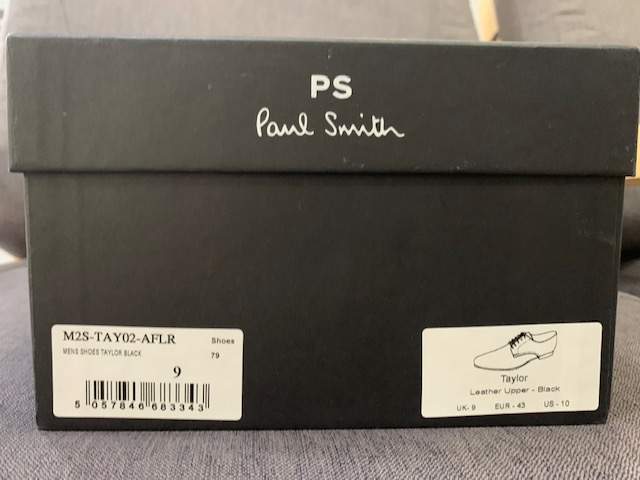 PS
Paul Smith
M2S-TAY02-AFLR Shoes
MENS SHOES TAYLOR BLACK 79
9
5 057846 683343
Taylor
Leather Upper - Black
UK- 9 EUR - 43 US - 10